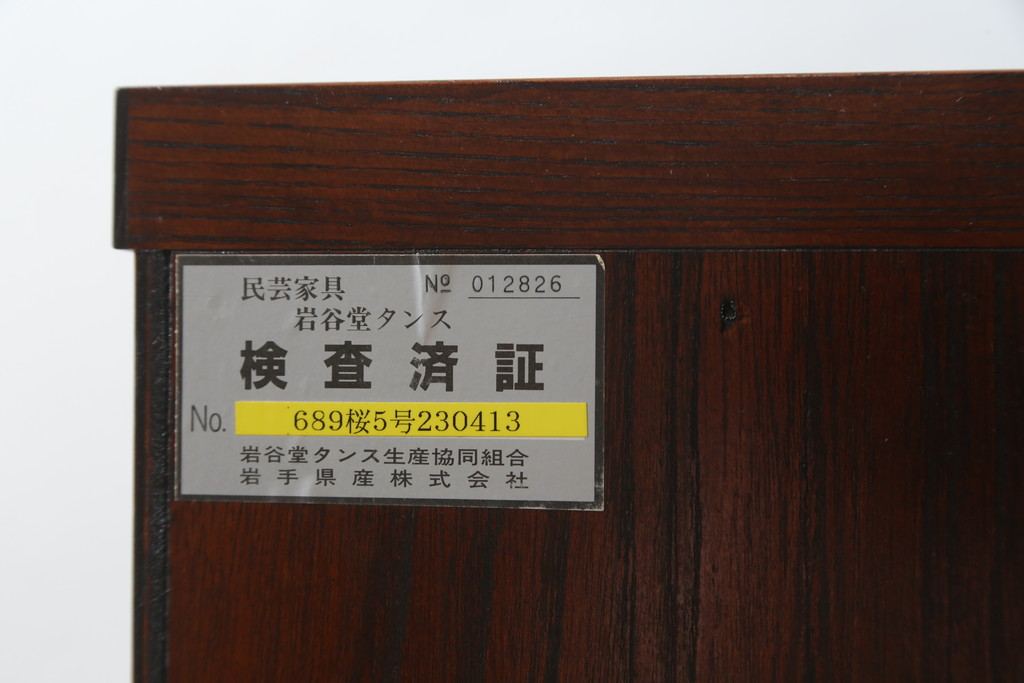 民芸家具 № 012826
岩谷堂タンス
検査済証
No. 689桜5号230413
岩谷堂タンス生産協同組合
岩手県産株式会社